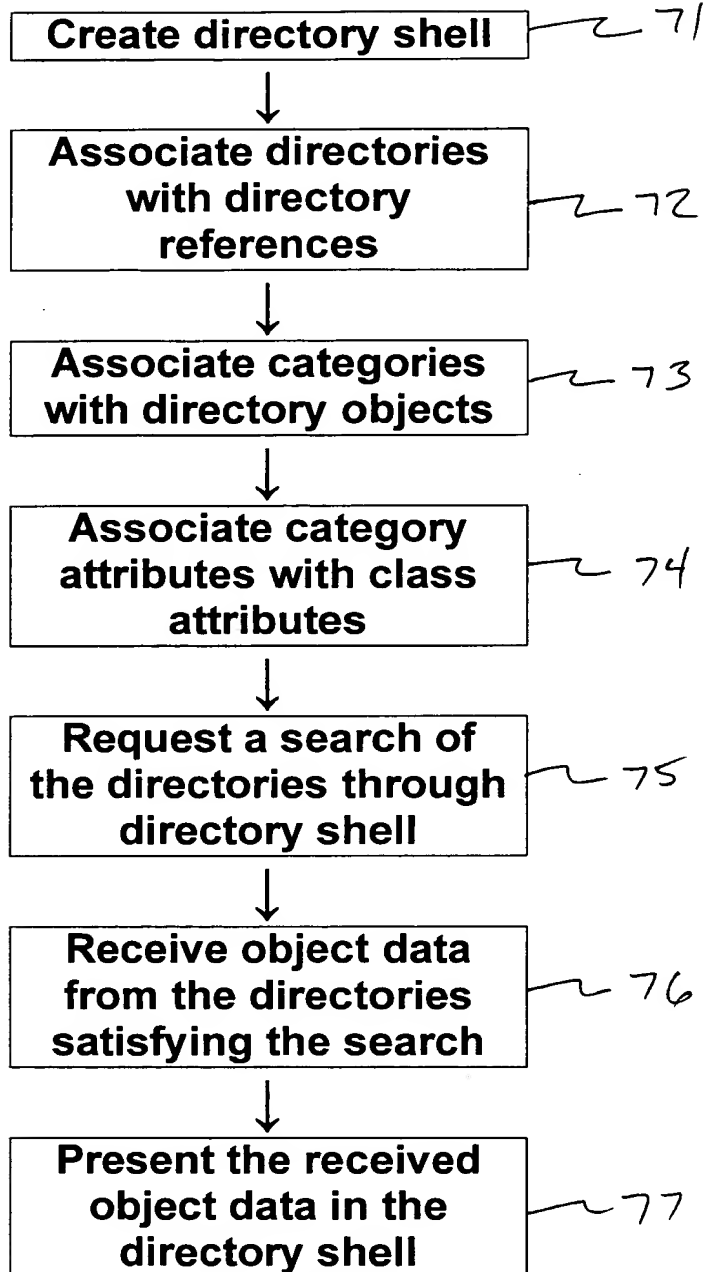 Create directory shell 71
Associate directories
with directory 72
references
Associate categories 73
with directory objects
Associate category
attributes with class 74
attributes
Request a search of
the directories through 75
directory shell
Receive object data
from the directories 76
satisfying the search
Present the received
object data in the 77
directory shell